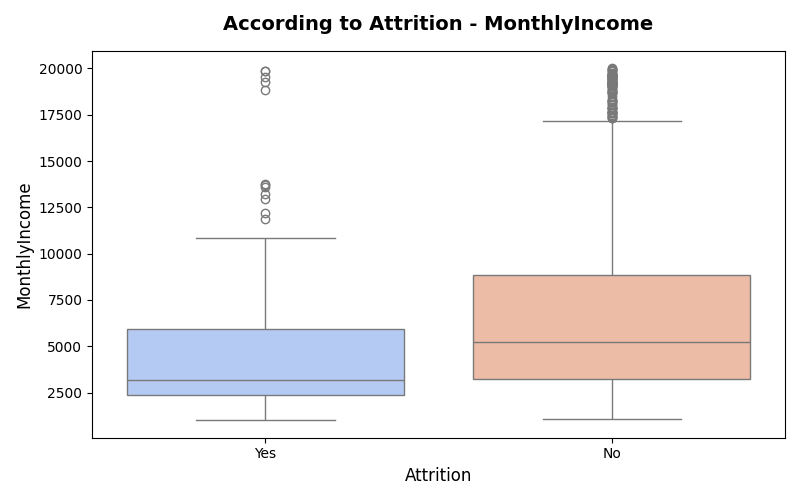 According to Attrition - MonthlyIncome
MonthlyIncome
20000
17500
15000
12500
10000
7500
5000
2500
Yes
No
Attrition